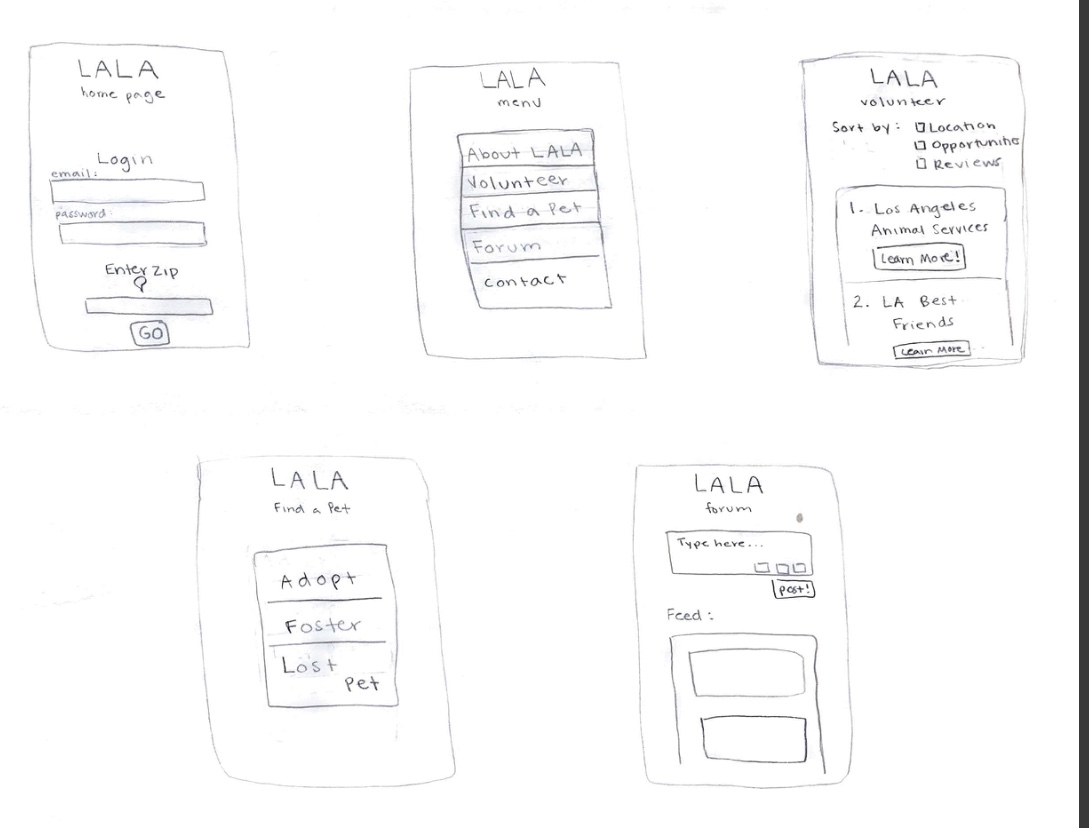 LALA
home page
Login
email:
password:
Enter Zip
GO
LALA
menu
About LALA
Volunteer
Find a Pet
Forum
contact
LALA
volunteer
Sort by: Location
Opportunitie
Reviews
1. Los Angeles
Animal Services
Learn More!
2. LA Best
Friends
Learn More
LALA
Find a Pet
Adopt
Foster
Lost
Pet
LALA
forum
Type here...
post!
Feed: